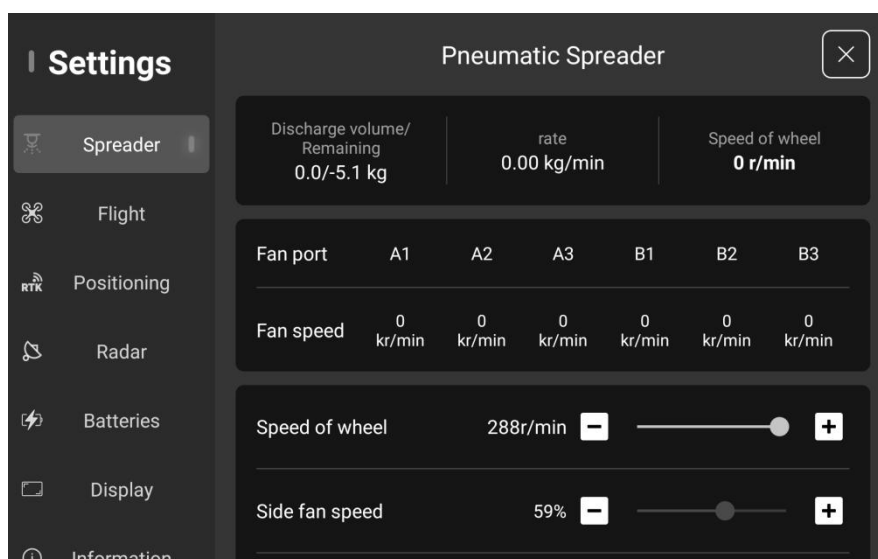 Settings
Pneumatic Spreader
Spreader
Flight
RTK Positioning
Radar
Batteries
Display
Information
Discharge volume/
Remaining
0.0/-5.1 kg
rate
0.00 kg/min
Speed of wheel
0 r/min
Fan port A1 A2 A3 B1 B2 B3
Fan speed 0 kr/min 0 kr/min 0 kr/min 0 kr/min 0 kr/min 0 kr/min
Speed of wheel 288r/min
Side fan speed 59%